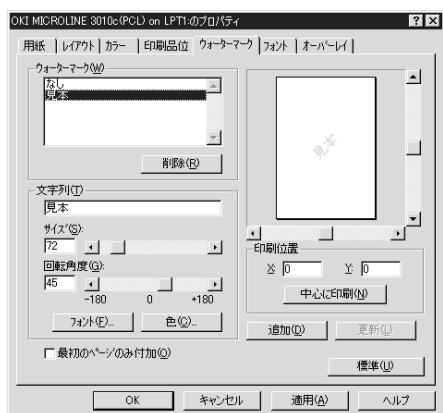 OKI MICROLINE 3010c(PCL) on LPT1:のプロパティ
用紙 レイアウト カラー 印刷品位 ウォーターマーク フォント オーバーレイ
ウォーターマーク(W)
なし
見本
削除(R)
文字列(T)
見本
サイズ(S):
72
回転角度(G):
45
-180 0 +180
フォント(F)... 色(C)...
最初のページのみ付加(O)
見本
印刷位置
X: 0 Y: 0
中心に印刷(N)
追加(D) 更新(L)
標準(U)
OK キャンセル 適用(A) ヘルプ